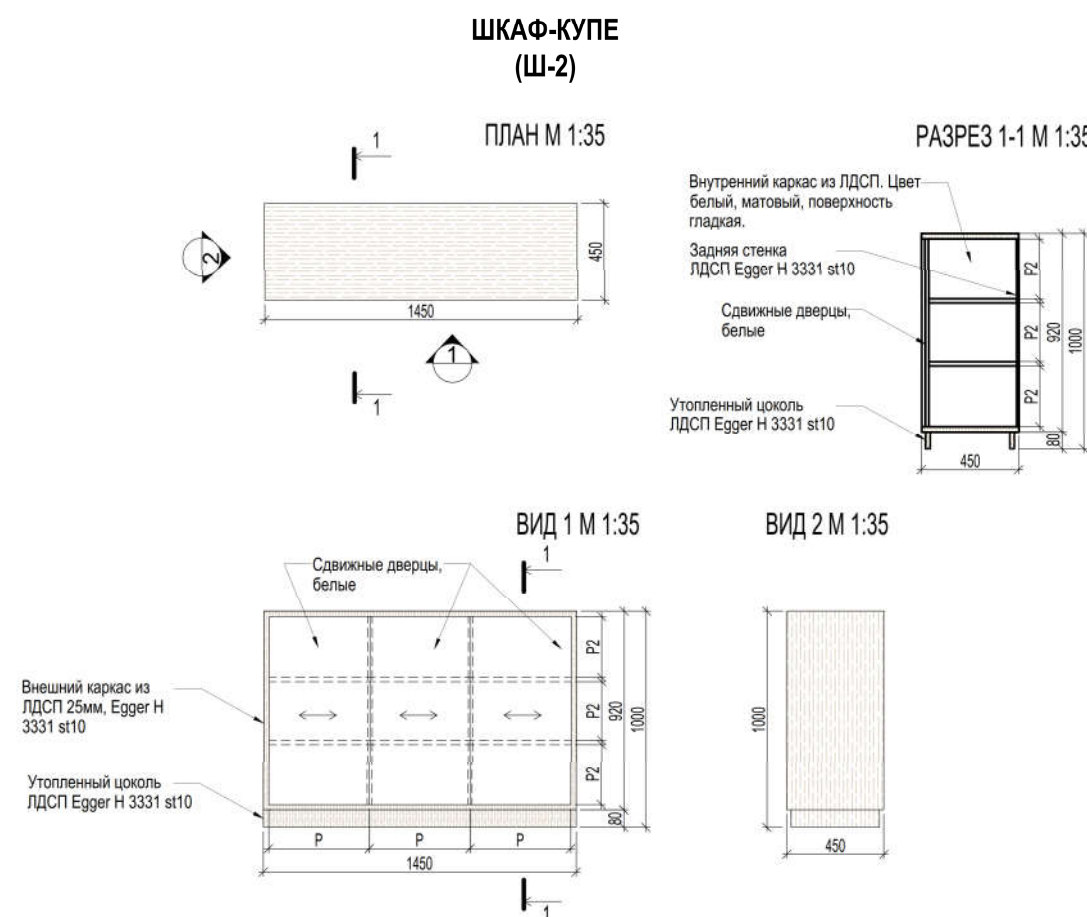 ШКАФ-КУПЕ
(Ш-2)
ПЛАН М 1:35
1
2
450
1450
1
1
РАЗРЕЗ 1-1 М 1:35
Внутренний каркас из ЛДСП. Цвет
белый, матовый, поверхность
гладкая.
Задняя стенка
ЛДСП Egger H 3331 st10
Сдвижные дверцы,
белые
Утопленный цоколь
ЛДСП Egger H 3331 st10
P2
P2
P2
920
1000
80
450
ВИД 1 М 1:35
1
Сдвижные дверцы,
белые
Внешний каркас из
ЛДСП 25мм, Egger H
3331 st10
Утопленный цоколь
ЛДСП Egger H 3331 st10
P2
P2
P2
920
1000
80
P
P
P
1450
1
ВИД 2 М 1:35
1000
450